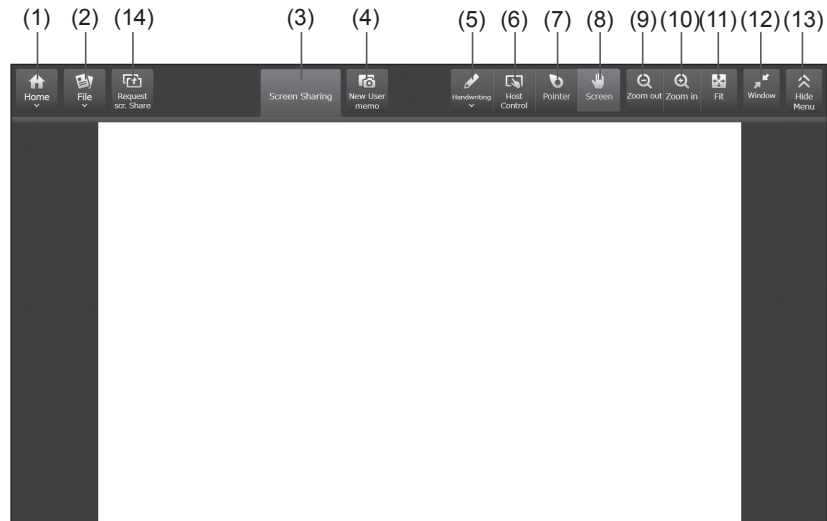 (1) (2) (14) (3) (4) (5) (6) (7) (8) (9) (10) (11) (12) (13)
Home File Request scr. Share Screen Sharing New User memo Handwriting Host Control Pointer Screen Zoom out Zoom in Fit Window Hide Menu